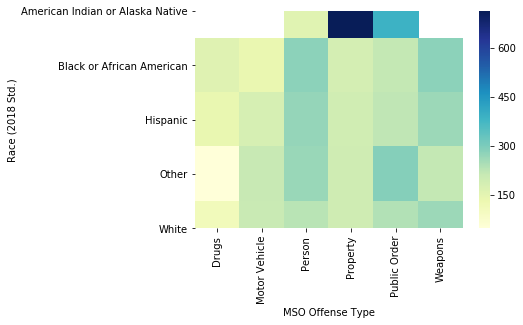 American Indian or Alaska Native
Black or African American
Hispanic
Other
White
Race (2018 Std.)
Drugs
Motor Vehicle
Person
Property
Public Order
Weapons
MSO Offense Type
600
450
300
150